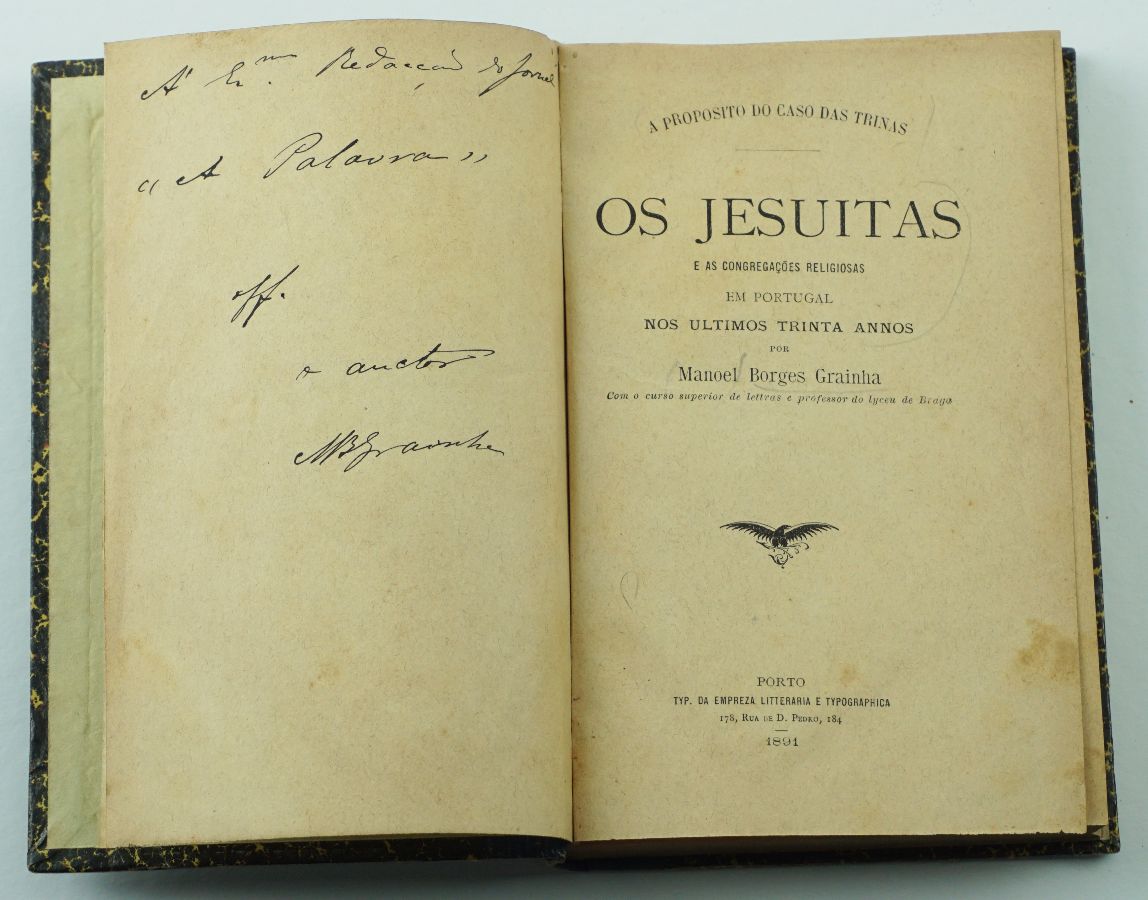 Á Ex.ma Redacção do Jornal
"A Palavra"
off.
o auctor
MBGrainha
A PROPOSITO DO CASO DAS TRINAS
OS JESUITAS
E AS CONGREGAÇÕES RELIGIOSAS
EM PORTUGAL
NOS ULTIMOS TRINTA ANNOS
POR
Manoel Borges Grainha
Com o curso superior de lettras e professor do lyceu de Braga
PORTO
TYP. DA EMPREZA LITTERARIA E TYPOGRAPHICA
178, RUA DE D. PEDRO, 184
1891